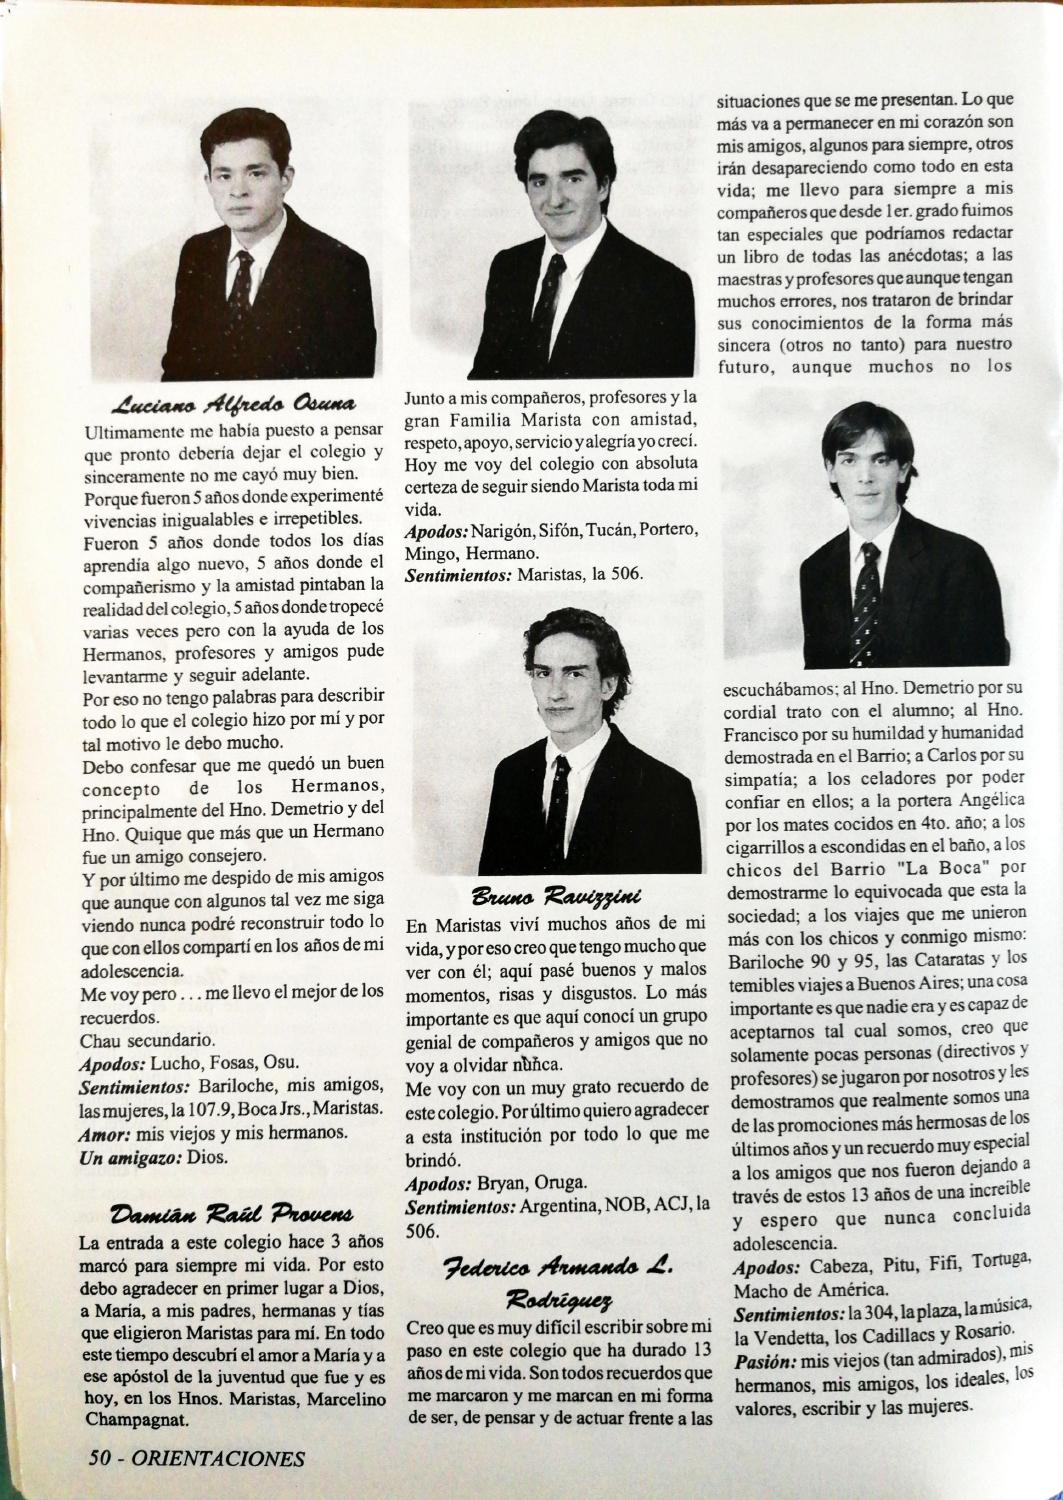 Luciano Alfredo Osuna
Ultimamente me había puesto a pensar
que pronto debería dejar el colegio y
sinceramente no me cayó muy bien.
Porque fueron 5 años donde experimenté
vivencias inigualables e irrepetibles.
Fueron 5 años donde todos los días
aprendía algo nuevo, 5 años donde el
compañerismo y la amistad pintaban la
realidad del colegio, 5 años donde tropecé
varias veces pero con la ayuda de los
Hermanos, profesores y amigos pude
levantarme y seguir adelante.
Por eso no tengo palabras para describir
todo lo que el colegio hizo por mí y por
tal motivo le debo mucho.
Debo confesar que me quedó un buen
concepto de los Hermanos,
principalmente del Hno. Demetrio y del
Hno. Quique que más que un Hermano
fue un amigo consejero.
Y por último me despido de mis amigos
que aunque con algunos tal vez me siga
viendo nunca podré reconstruir todo lo
que con ellos compartí en los años de mi
adolescencia.
Me voy pero . . . me llevo el mejor de los
recuerdos.
Chau secundario.
Apodos: Lucho, Fosas, Osu.
Sentimientos: Bariloche, mis amigos,
las mujeres, la 107.9, Boca Jrs., Maristas.
Amor: mis viejos y mis hermanos.
Un amigazo: Dios.
Damián Raúl Provens
La entrada a este colegio hace 3 años
marcó para siempre mi vida. Por esto
debo agradecer en primer lugar a Dios,
a María, a mis padres, hermanas y tías
que eligieron Maristas para mí. En todo
este tiempo descubrí el amor a María y a
ese apóstol de la juventud que fue y es
hoy, en los Hnos. Maristas, Marcelino
Champagnat.
Junto a mis compañeros, profesores y la
gran Familia Marista con amistad,
respeto, apoyo, servicio y alegría yo crecí.
Hoy me voy del colegio con absoluta
certeza de seguir siendo Marista toda mi
vida.
Apodos: Narigón, Sifón, Tucán, Portero,
Mingo, Hermano.
Sentimientos: Maristas, la 506.
Bruno Ravizzini
En Maristas viví muchos años de mi
vida, y por eso creo que tengo mucho que
ver con él; aquí pasé buenos y malos
momentos, risas y disgustos. Lo más
importante es que aquí conocí un grupo
genial de compañeros y amigos que no
voy a olvidar nunca.
Me voy con un muy grato recuerdo de
este colegio. Por último quiero agradecer
a esta institución por todo lo que me
brindó.
Apodos: Bryan, Oruga.
Sentimientos: Argentina, NOB, ACJ, la
506.
Federico Armando L.
Rodríguez
Creo que es muy difícil escribir sobre mi
paso en este colegio que ha durado 13
años de mi vida. Son todos recuerdos que
me marcaron y me marcan en mi forma
de ser, de pensar y de actuar frente a las
situaciones que se me presentan. Lo que
más va a permanecer en mi corazón son
mis amigos, algunos para siempre, otros
irán desapareciendo como todo en esta
vida; me llevo para siempre a mis
compañeros que desde 1er. grado fuimos
tan especiales que podríamos redactar
un libro de todas las anécdotas; a las
maestras y profesores que aunque tengan
muchos errores, nos trataron de brindar
sus conocimientos de la forma más
sincera (otros no tanto) para nuestro
futuro, aunque muchos no los
escuchábamos; al Hno. Demetrio por su
cordial trato con el alumno; al Hno.
Francisco por su humildad y humanidad
demostrada en el Barrio; a Carlos por su
simpatía; a los celadores por poder
confiar en ellos; a la portera Angélica
por los mates cocidos en 4to. año; a los
cigarrillos a escondidas en el baño, a los
chicos del Barrio "La Boca" por
demostrarme lo equivocada que esta la
sociedad; a los viajes que me unieron
más con los chicos y conmigo mismo:
Bariloche 90 y 95, las Cataratas y los
temibles viajes a Buenos Aires; una cosa
importante es que nadie era y es capaz de
aceptarnos tal cual somos, creo que
solamente pocas personas (directivos y
profesores) se jugaron por nosotros y les
demostramos que realmente somos una
de las promociones más hermosas de los
últimos años y un recuerdo muy especial
a los amigos que nos fueron dejando a
través de estos 13 años de una increíble
y espero que nunca concluida
adolescencia.
Apodos: Cabeza, Pitu, Fifi, Tortuga,
Macho de América.
Sentimientos: la 304, la plaza, la música,
la Vendetta, los Cadillacs y Rosario.
Pasión: mis viejos (tan admirados), mis
hermanos, mis amigos, los ideales, los
valores, escribir y las mujeres.
50 - ORIENTACIONES